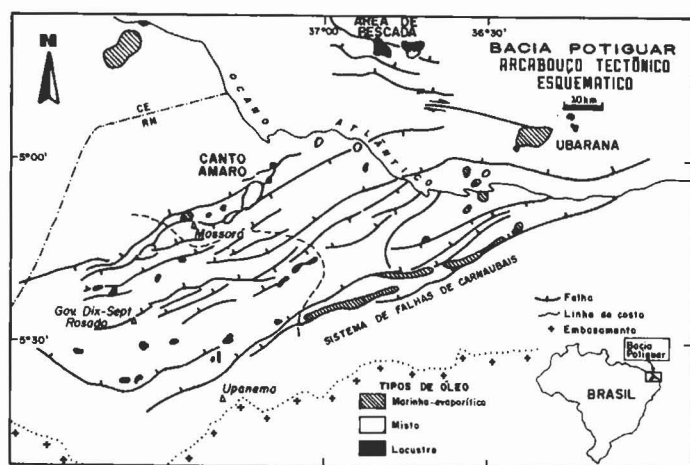 37°00'
36°30'
ÁREA DE
PESCADA
BACIA POTIGUAR
ARCABOUÇO TECTÔNICO
ESQUEMÁTICO
N
OCEANO
ATLÂNTICO
CE
RN
UBARANA
5°00'
CANTO
AMARO
Mossoró
Gov. Dix-Sept
Rosado
SISTEMA DE FALHAS DE CARNAUBAIS
Falha
Linha de costa
Embasamento
5°30'
Upanema
TIPOS DE ÓLEO
Marinho-evaporítico
Misto
Lacustre
Bacia
Potiguar
BRASIL